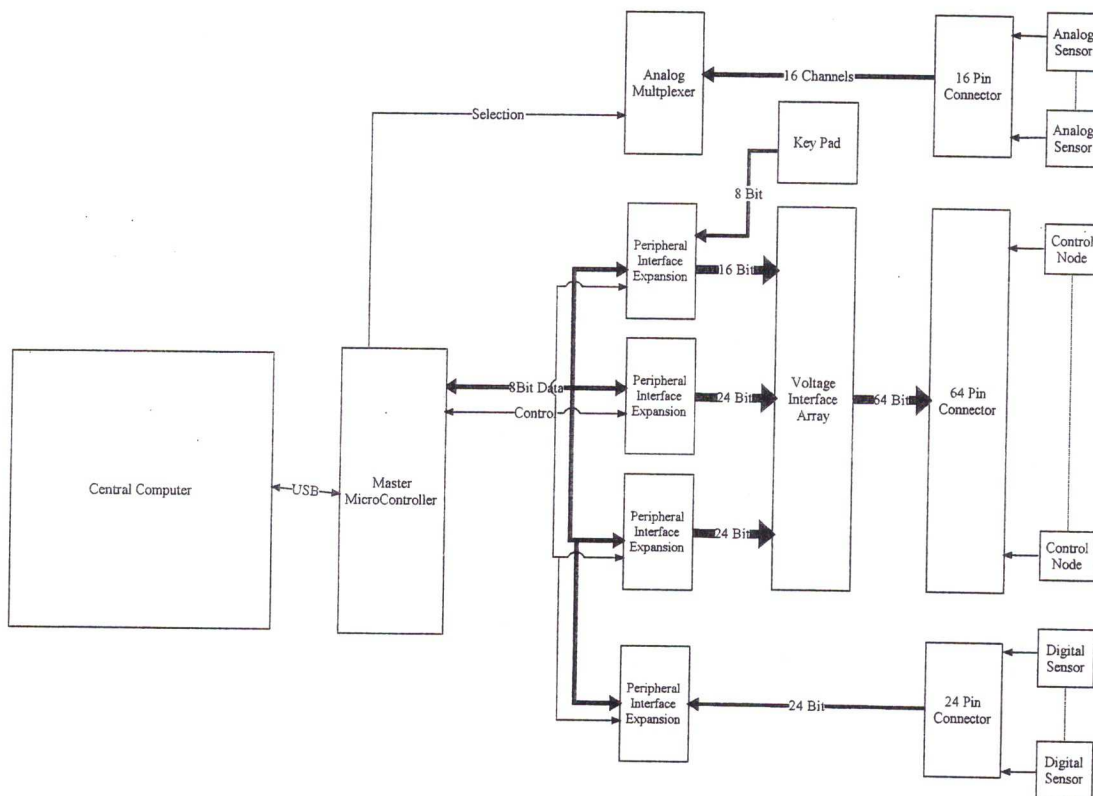 Analog
Multplexer
16 Channels
16 Pin
Connector
Analog
Sensor
Analog
Sensor
Selection
Key Pad
8 Bit
Peripheral
Interface
Expansion
16 Bit
Control
Node
8Bit Data
Control
Peripheral
Interface
Expansion
24 Bit
Voltage
Interface
Array
64 Bit
64 Pin
Connector
Central Computer
USB
Master
MicroController
Peripheral
Interface
Expansion
24 Bit
Control
Node
Peripheral
Interface
Expansion
24 Bit
24 Pin
Connector
Digital
Sensor
Digital
Sensor